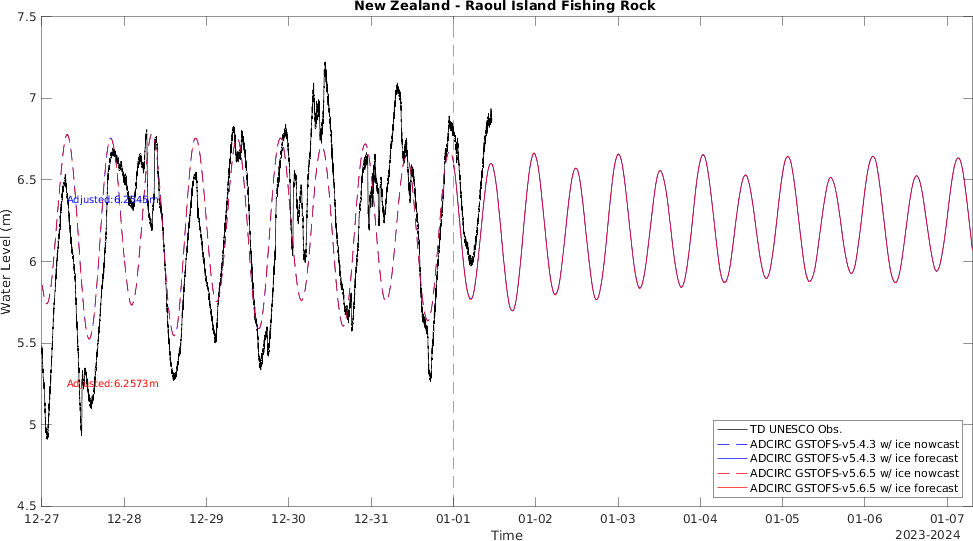 New Zealand - Raoul Island Fishing Rock
7.5
7
6.5
6
5.5
5
4.5
Water Level (m)
Adjusted:6.2545m
Adjusted:6.2573m
TD UNESCO Obs.
ADCIRC GSTOFS-v5.4.3 w/ ice nowcast
ADCIRC GSTOFS-v5.4.3 w/ ice forecast
ADCIRC GSTOFS-v5.6.5 w/ ice nowcast
ADCIRC GSTOFS-v5.6.5 w/ ice forecast
12-27 12-28 12-29 12-30 12-31 01-01 01-02 01-03 01-04 01-05 01-06 01-07
Time
2023-2024